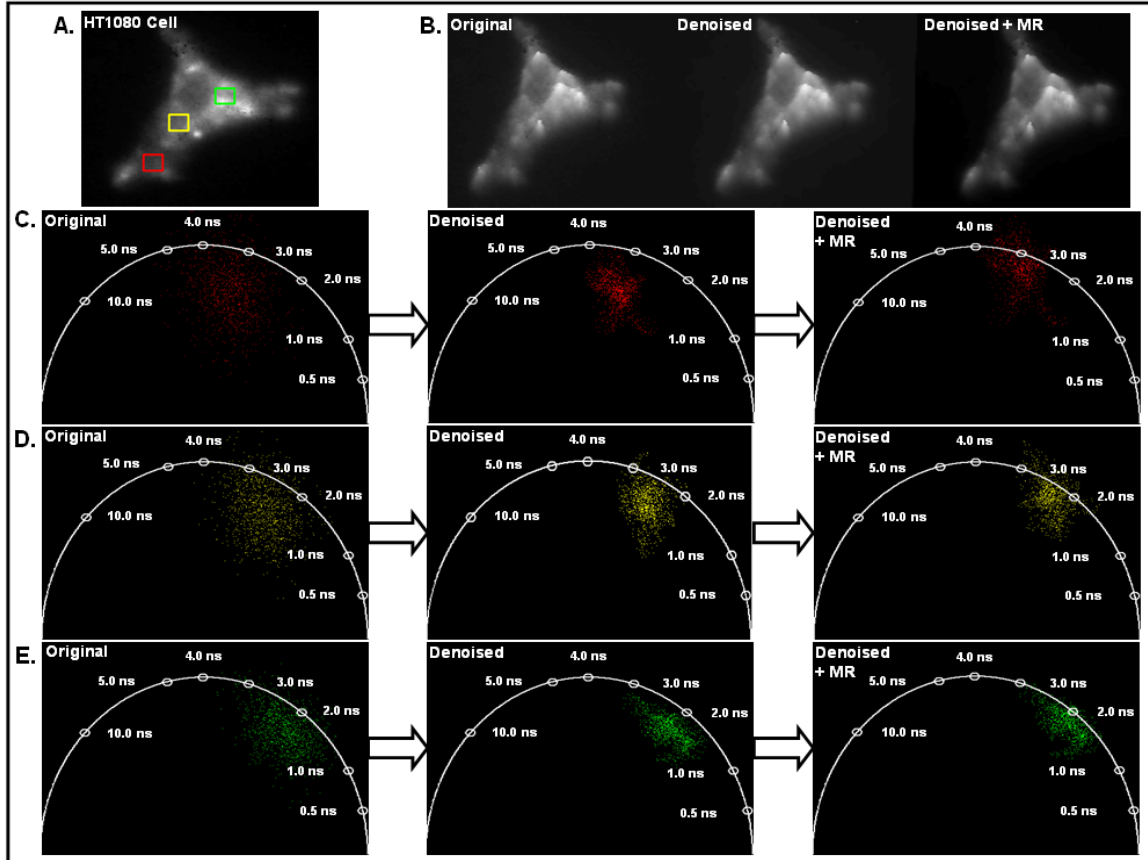 A.
HT1080 Cell
B.
Original
Denoised
Denoised + MR
C.
Original
4.0 ns
5.0 ns
3.0 ns
2.0 ns
10.0 ns
1.0 ns
0.5 ns
Denoised
4.0 ns
5.0 ns
3.0 ns
2.0 ns
10.0 ns
1.0 ns
0.5 ns
Denoised
+ MR
4.0 ns
5.0 ns
3.0 ns
2.0 ns
10.0 ns
1.0 ns
0.5 ns
D.
Original
4.0 ns
5.0 ns
3.0 ns
2.0 ns
10.0 ns
1.0 ns
0.5 ns
Denoised
4.0 ns
5.0 ns
3.0 ns
2.0 ns
10.0 ns
1.0 ns
0.5 ns
Denoised
+ MR
4.0 ns
5.0 ns
3.0 ns
2.0 ns
10.0 ns
1.0 ns
0.5 ns
E.
Original
4.0 ns
5.0 ns
3.0 ns
2.0 ns
10.0 ns
1.0 ns
0.5 ns
Denoised
4.0 ns
5.0 ns
3.0 ns
2.0 ns
10.0 ns
1.0 ns
0.5 ns
Denoised
+ MR
4.0 ns
5.0 ns
3.0 ns
2.0 ns
10.0 ns
1.0 ns
0.5 ns